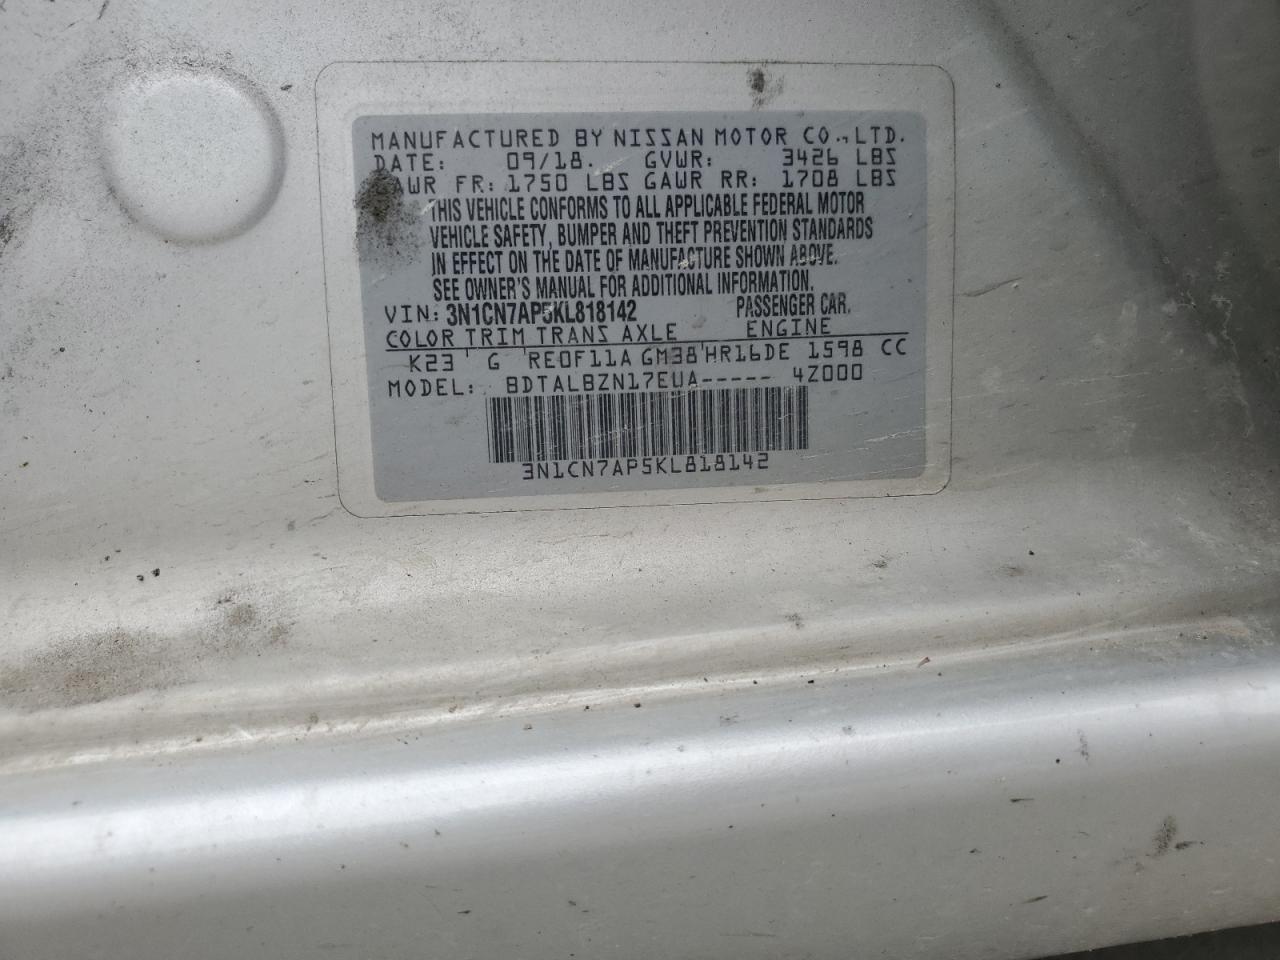 MANUFACTURED BY NISSAN MOTOR CO., LTD.
DATE: 09/18. GVWR: 3426 LBS
GAWR FR: 1750 LBS GAWR RR: 1708 LBS
THIS VEHICLE CONFORMS TO ALL APPLICABLE FEDERAL MOTOR
VEHICLE SAFETY, BUMPER AND THEFT PREVENTION STANDARDS
IN EFFECT ON THE DATE OF MANUFACTURE SHOWN ABOVE.
SEE OWNER'S MANUAL FOR ADDITIONAL INFORMATION.
VIN: 3N1CN7AP5KL818142 PASSENGER CAR.
COLOR TRIM TRANS AXLE ENGINE
K23 G RE0F11A GM38 HR16DE 1598 CC
MODEL: BDTALBZN17EUA----- 4Z000
3N1CN7AP5KL818142